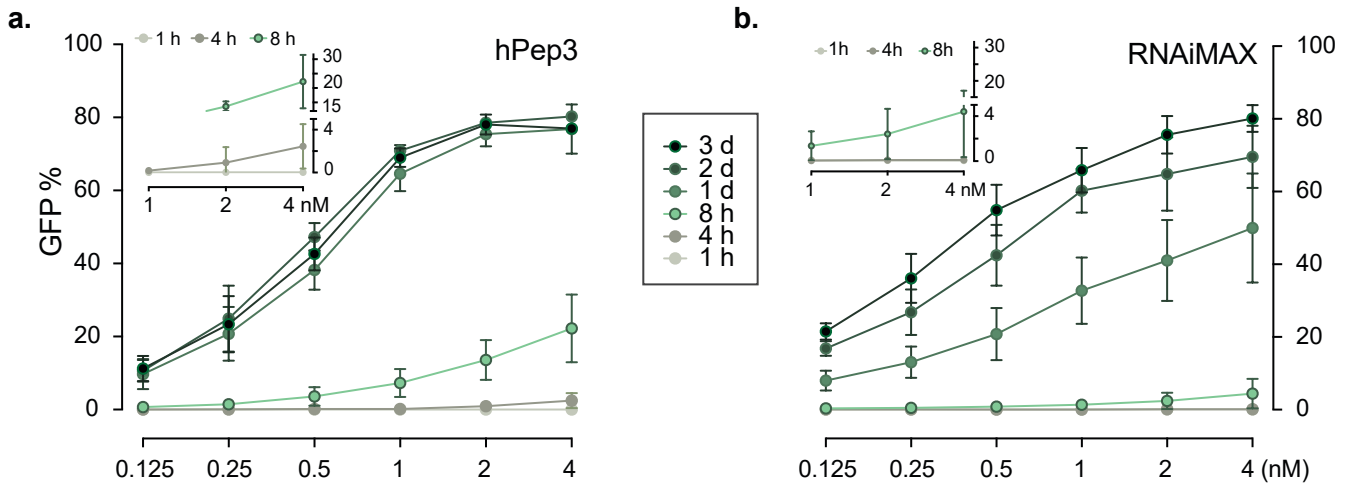 a.
hPep3
GFP %
100
80
60
40
20
0
0.125 0.25 0.5 1 2 4
1 h 4 h 8 h
30
20
15
4
0
1 2 4 nM
3 d
2 d
1 d
8 h
4 h
1 h
b.
RNAiMAX
1h 4h 8h
30
20
4
0
1 2 4 nM
100
80
60
40
20
0
0.125 0.25 0.5 1 2 4 (nM)